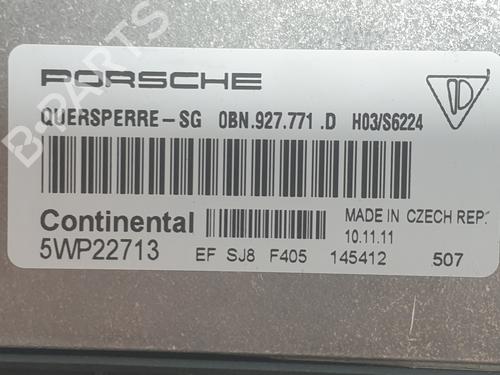 PORSCHE
QUERSPERRE-SG 0BN.927.771 .D H03/S6224
Continental
MADE IN CZECH REP.
10.11.11
5WP22713 EF SJ8 F405 145412 507
B-PARTS